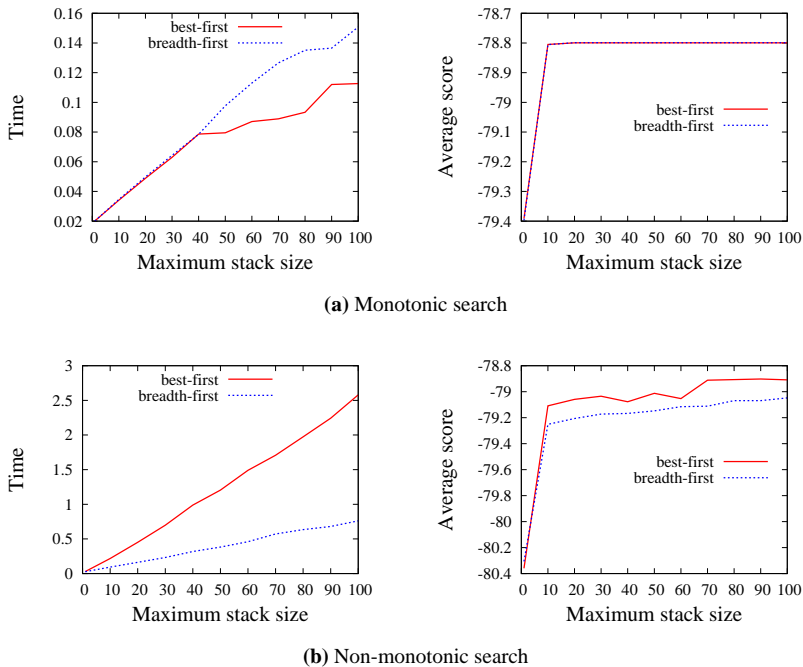 0.16
0.14
0.12
0.1
0.08
0.06
0.04
0.02
Time
best-first
breadth-first
0 10 20 30 40 50 60 70 80 90 100
Maximum stack size
-78.7
-78.8
-78.9
-79
-79.1
-79.2
-79.3
-79.4
Average score
best-first
breadth-first
0 10 20 30 40 50 60 70 80 90 100
Maximum stack size
(a) Monotonic search
3
2.5
2
1.5
1
0.5
0
Time
best-first
breadth-first
0 10 20 30 40 50 60 70 80 90 100
Maximum stack size
-78.8
-79
-79.2
-79.4
-79.6
-79.8
-80
-80.2
-80.4
Average score
best-first
breadth-first
0 10 20 30 40 50 60 70 80 90 100
Maximum stack size
(b) Non-monotonic search